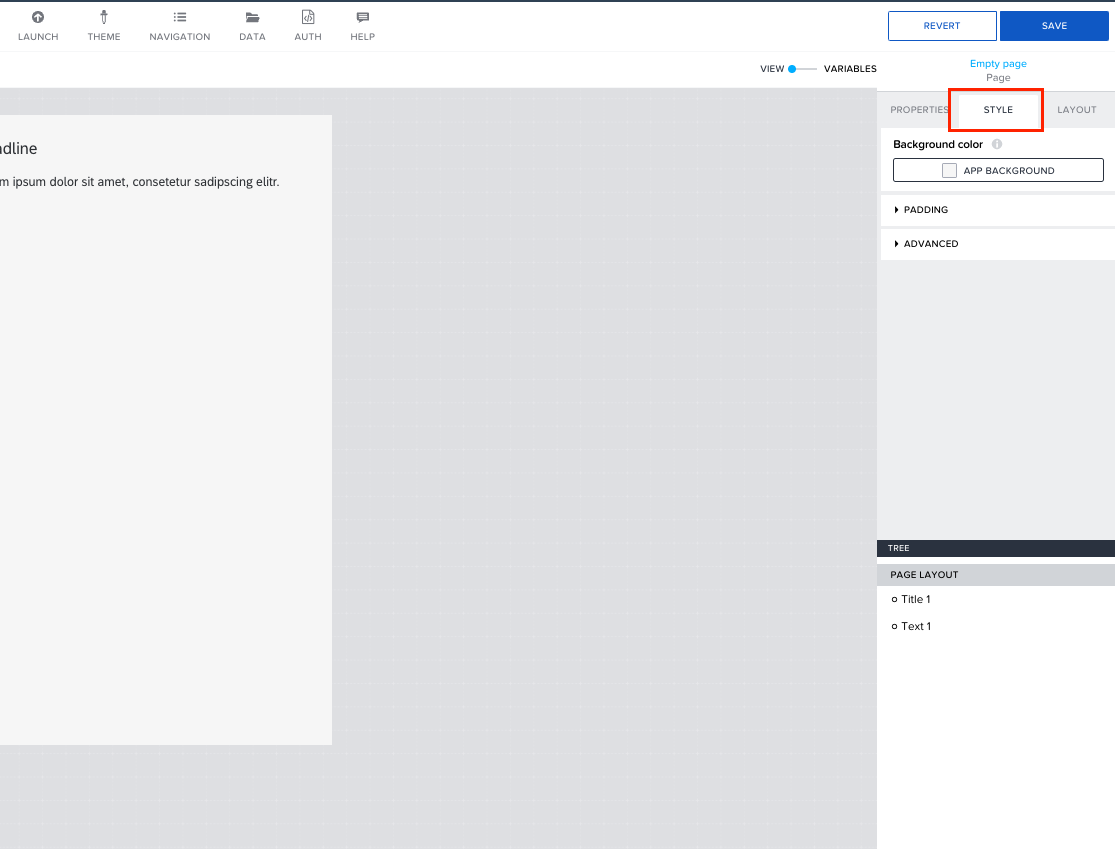 LAUNCH THEME NAVIGATION DATA AUTH HELP REVERT SAVE
VIEW VARIABLES
Empty page
Page
PROPERTIES STYLE LAYOUT
Background color
APP BACKGROUND
PADDING
ADVANCED
TREE
PAGE LAYOUT
Title 1
Text 1
dline
m ipsum dolor sit amet, consetetur sadipscing elitr.